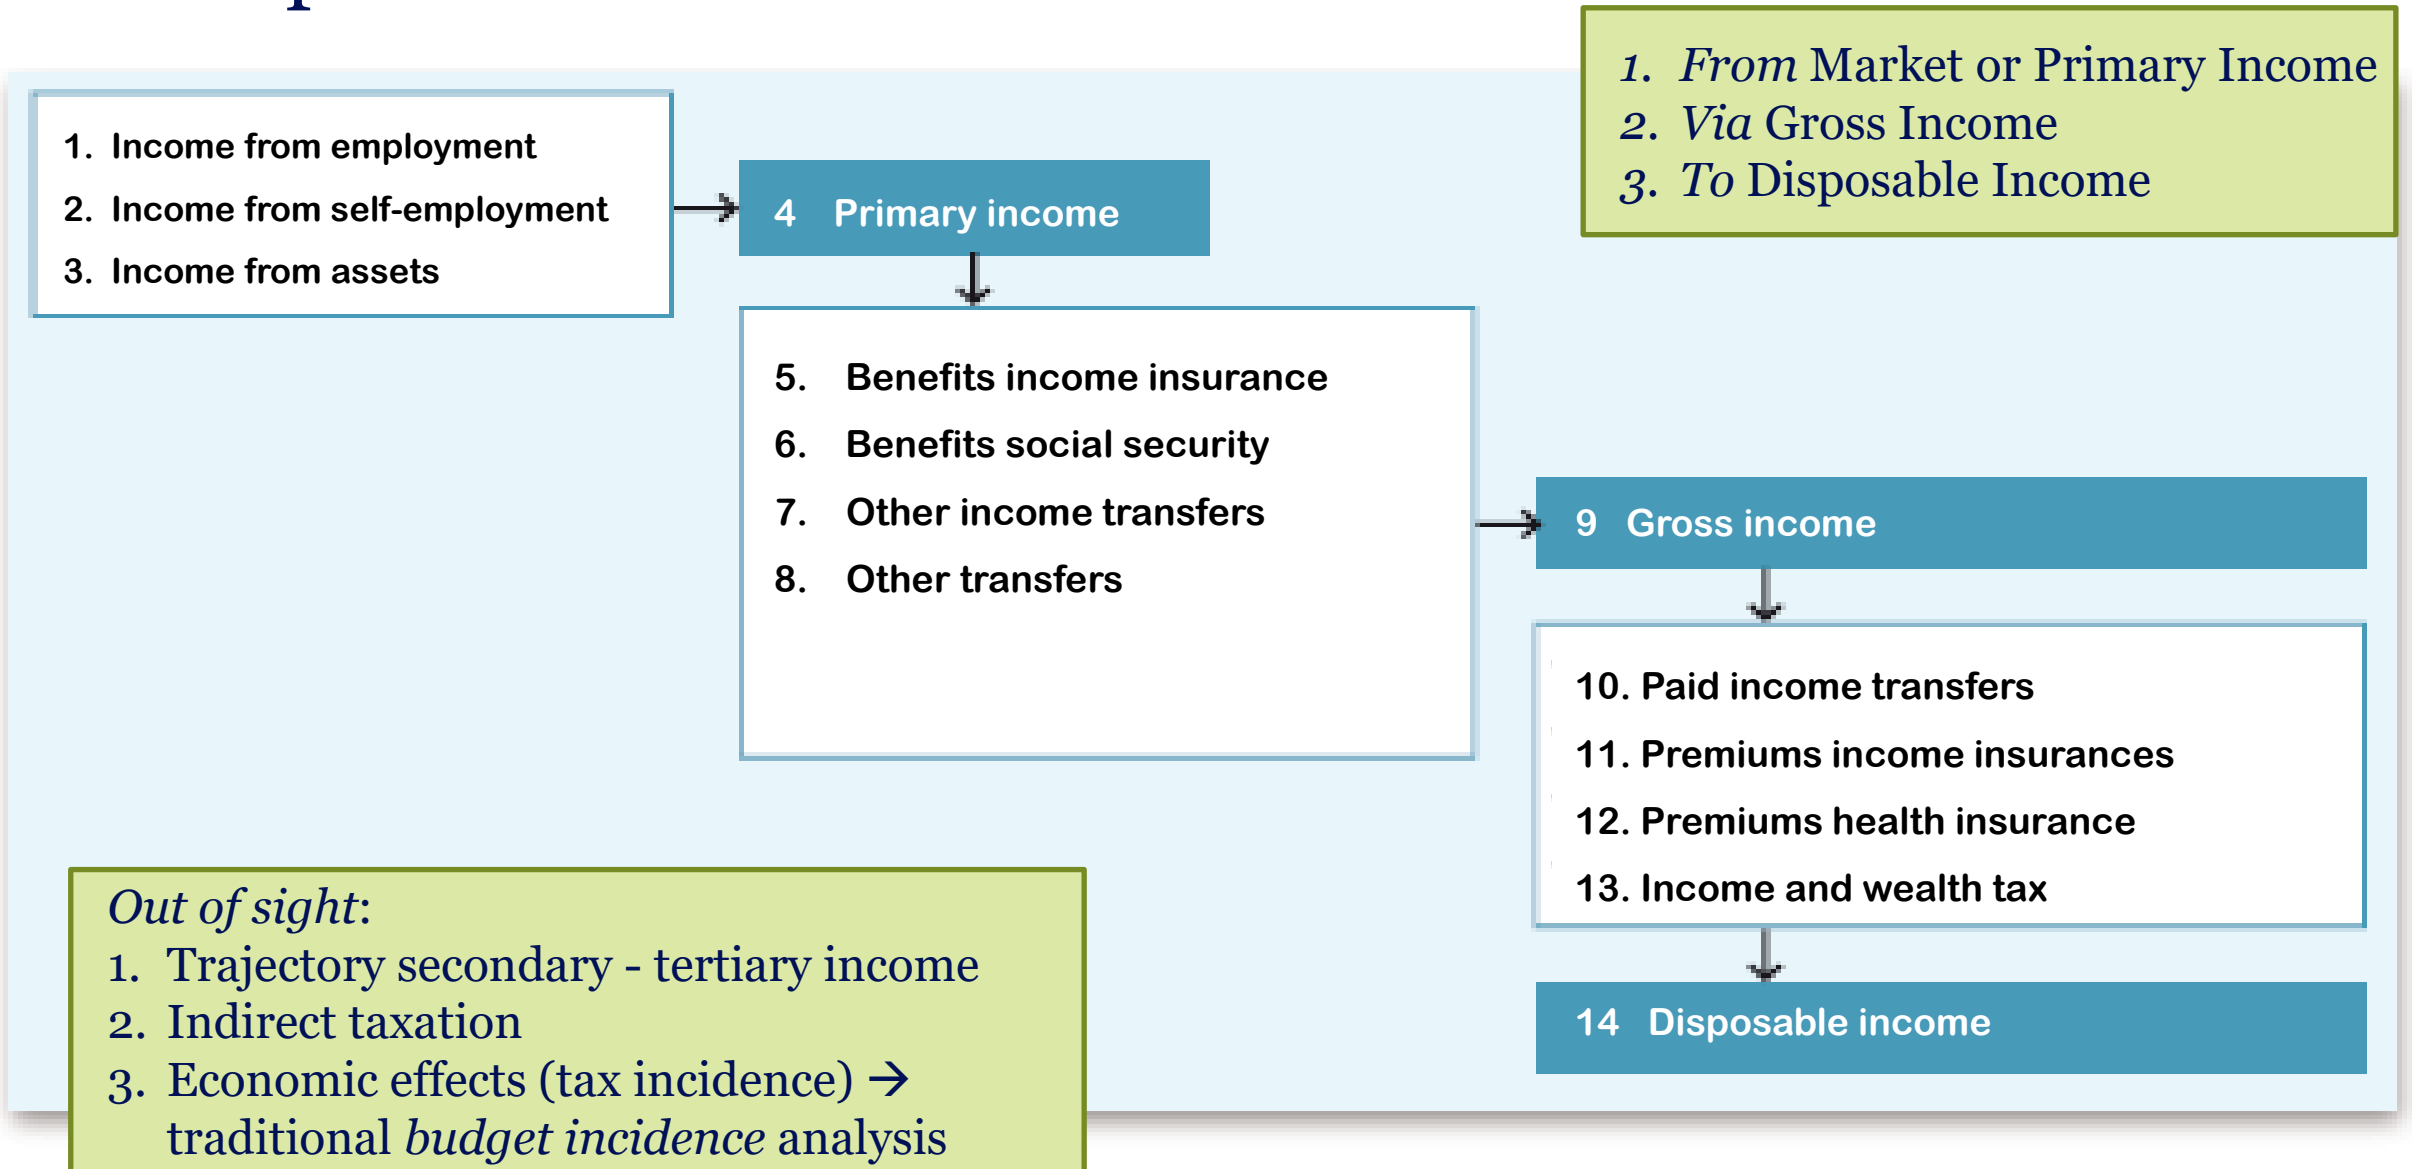 1. From Market or Primary Income
2. Via Gross Income
3. To Disposable Income
1. Income from employment
2. Income from self-employment
3. Income from assets
4 Primary income
5. Benefits income insurance
6. Benefits social security
7. Other income transfers
8. Other transfers
9 Gross income
10. Paid income transfers
11. Premiums income insurances
12. Premiums health insurance
13. Income and wealth tax
14 Disposable income
Out of sight:
1. Trajectory secondary - tertiary income
2. Indirect taxation
3. Economic effects (tax incidence) →
traditional budget incidence analysis